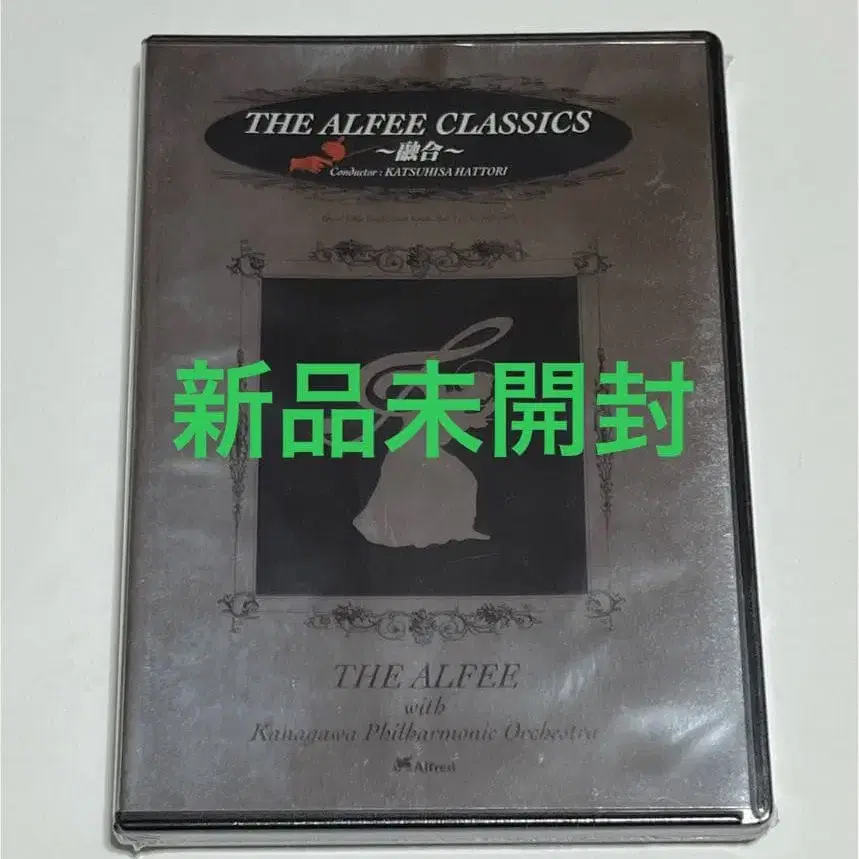 THE ALFEE CLASSICS
～融合～
Conductor : KATSUHISA HATTORI
新品未開封
THE ALFEE
with
Kanagawa Philharmonic Orchestra
Alfred